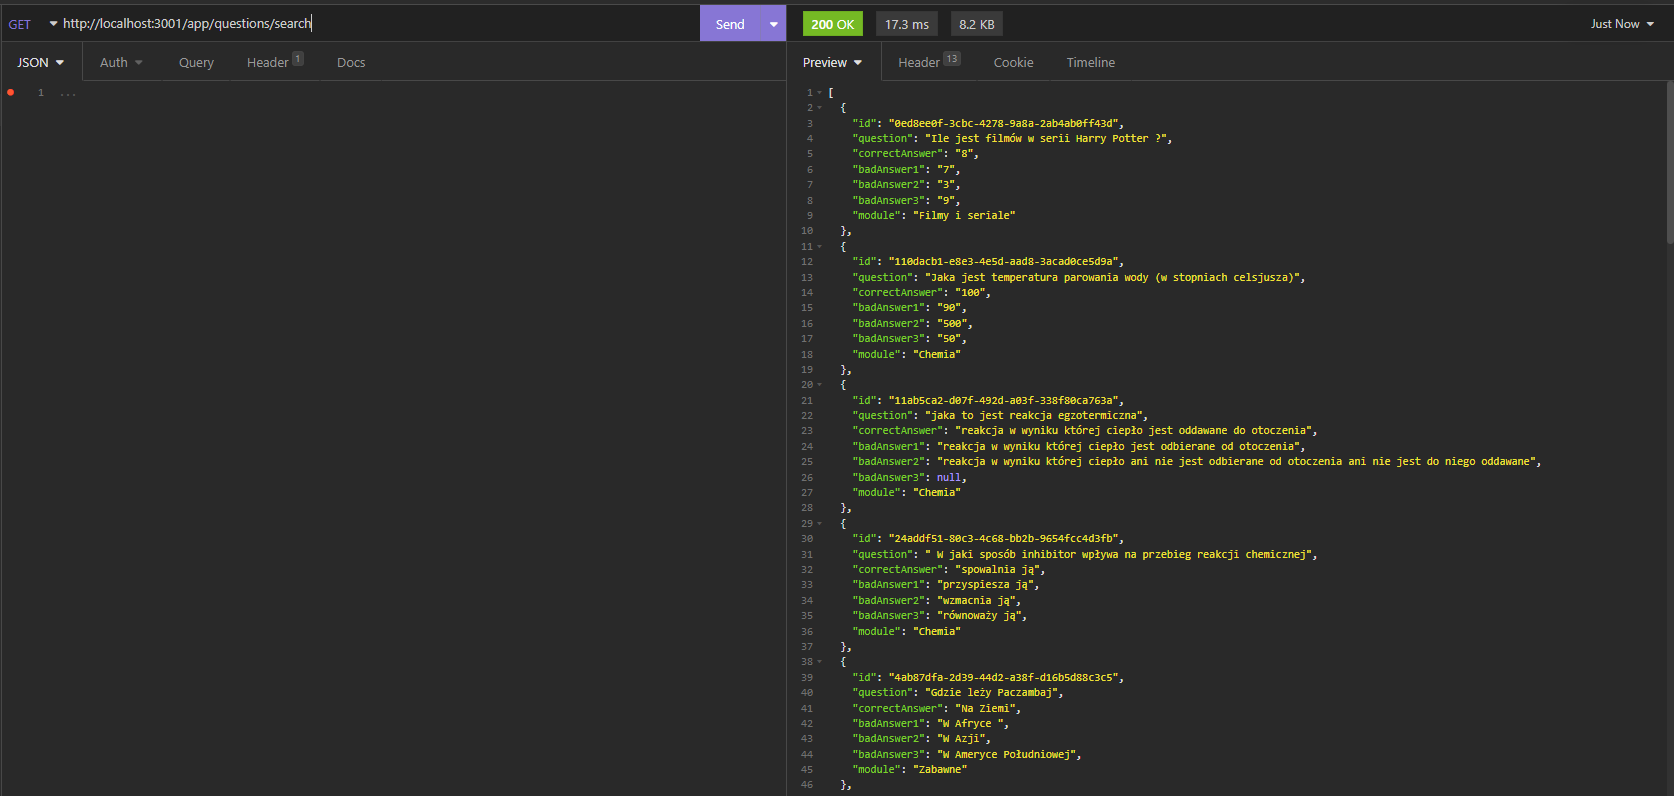 GET http://localhost:3001/app/questions/search Send 200 OK 17.3 ms 8.2 KB Just Now
JSON Auth Query Header 1 Docs Preview Header 13 Cookie Timeline
1 ...
1 [
2 {
3 "id": "0ed8ee0f-3cbc-4278-9a8a-2ab4ab0ff43d",
4 "question": "Ile jest filmów w serii Harry Potter ?",
5 "correctAnswer": "8",
6 "badAnswer1": "7",
7 "badAnswer2": "3",
8 "badAnswer3": "9",
9 "module": "Filmy i seriale"
10 },
11 {
12 "id": "110dacb1-e8e3-4e5d-aad8-3acad0ce5d9a",
13 "question": "Jaka jest temperatura parowania wody (w stopniach celsjusza)",
14 "correctAnswer": "100",
15 "badAnswer1": "90",
16 "badAnswer2": "500",
17 "badAnswer3": "50",
18 "module": "Chemia"
19 },
20 {
21 "id": "11ab5ca2-d07f-492d-a03f-338f80ca763a",
22 "question": "jaka to jest reakcja egzotermiczna",
23 "correctAnswer": "reakcja w wyniku której ciepło jest oddawane do otoczenia",
24 "badAnswer1": "reakcja w wyniku której ciepło jest odbierane od otoczenia",
25 "badAnswer2": "reakcja w wyniku której ciepło ani nie jest odbierane od otoczenia ani nie jest do niego oddawane",
26 "badAnswer3": null,
27 "module": "Chemia"
28 },
29 {
30 "id": "24addf51-80c3-4c68-bb2b-9654fcc4d3fb",
31 "question": " W jaki sposób inhibitor wpływa na przebieg reakcji chemicznej",
32 "correctAnswer": "spowalnia ją",
33 "badAnswer1": "przyspiesza ją",
34 "badAnswer2": "wzmacnia ją",
35 "badAnswer3": "równoważy ją",
36 "module": "Chemia"
37 },
38 {
39 "id": "4ab87dfa-2d39-44d2-a38f-d16b5d88c3c5",
40 "question": "Gdzie leży Paczambaj",
41 "correctAnswer": "Na Ziemi",
42 "badAnswer1": "W Afryce ",
43 "badAnswer2": "W Azji",
44 "badAnswer3": "W Ameryce Południowej",
45 "module": "Zabawne"
46 },